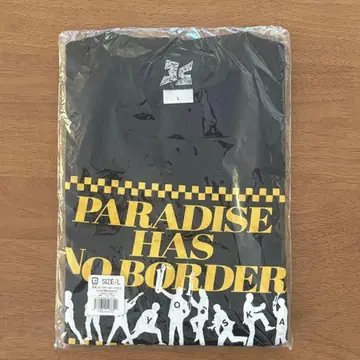 L
PARADISE
HAS
NO BORDER
SIZE/L
Y O S K A